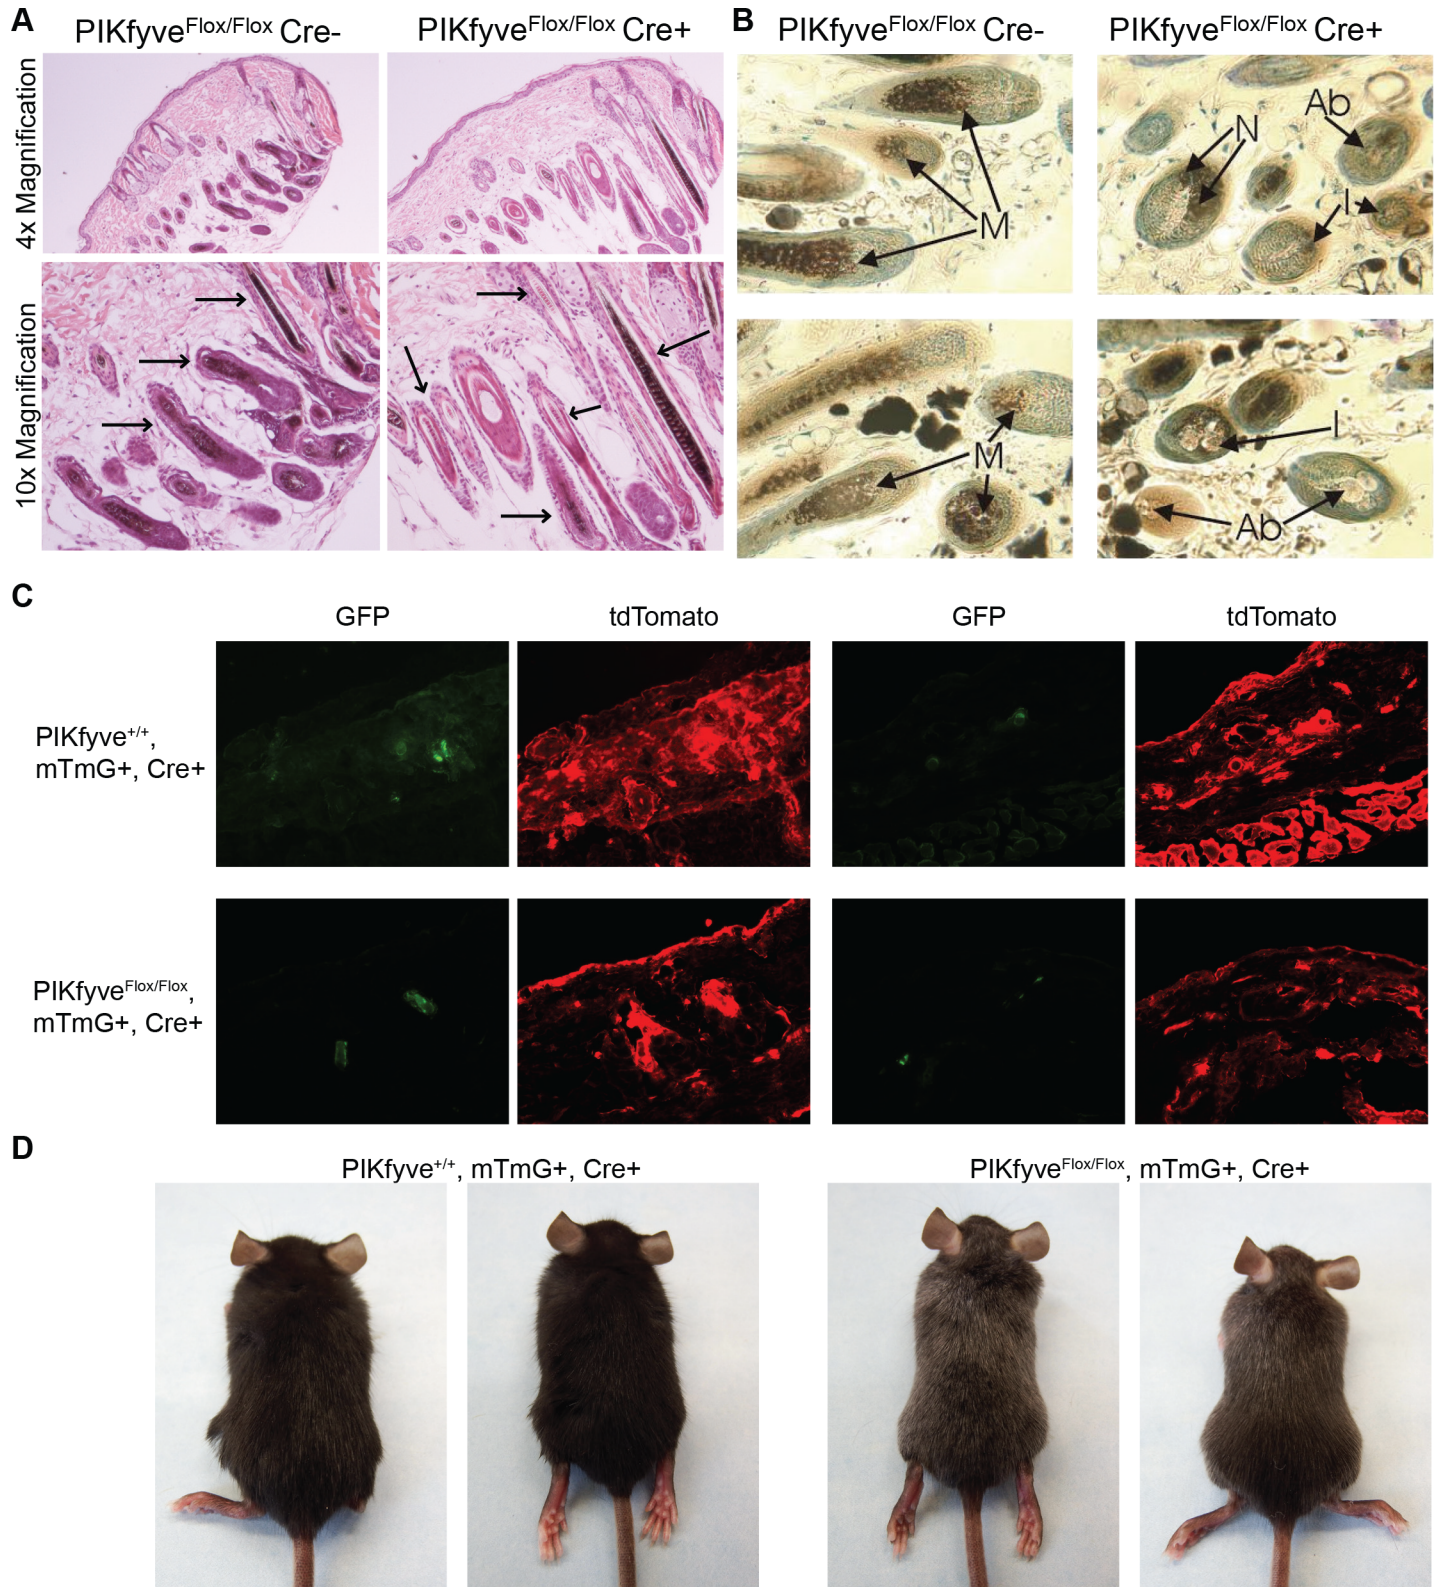 A
PIKfyveFlox/Flox Cre-
PIKfyveFlox/Flox Cre+
4x Magnification
10x Magnification
B
PIKfyveFlox/Flox Cre-
PIKfyveFlox/Flox Cre+
M
N
Ab
I
M
I
Ab
C
GFP
tdTomato
GFP
tdTomato
PIKfyve+/+,
mTmG+, Cre+
PIKfyveFlox/Flox,
mTmG+, Cre+
D
PIKfyve+/+, mTmG+, Cre+
PIKfyveFlox/Flox, mTmG+, Cre+